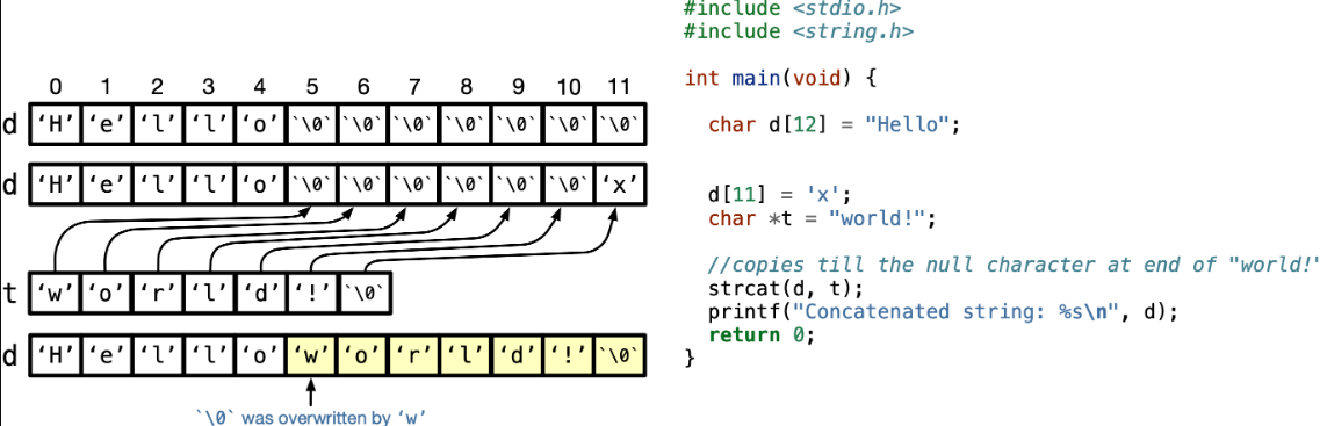 0 1 2 3 4 5 6 7 8 9 10 11
d ‘H’ ‘e’ ‘l’ ‘l’ ‘o’ `\0` `\0` `\0` `\0` `\0` `\0` `\0`
d ‘H’ ‘e’ ‘l’ ‘l’ ‘o’ `\0` `\0` `\0` `\0` `\0` `\0` ‘x’
t ‘w’ ‘o’ ‘r’ ‘l’ ‘d’ ‘!’ `\0`
d ‘H’ ‘e’ ‘l’ ‘l’ ‘o’ ‘w’ ‘o’ ‘r’ ‘l’ ‘d’ ‘!’ `\0`
`\0` was overwritten by ‘w’
#include <stdio.h>
#include <string.h>
int main(void) {
char d[12] = "Hello";
d[11] = 'x';
char *t = "world!";
//copies till the null character at end of "world!"
strcat(d, t);
printf("Concatenated string: %s\n", d);
return 0;
}